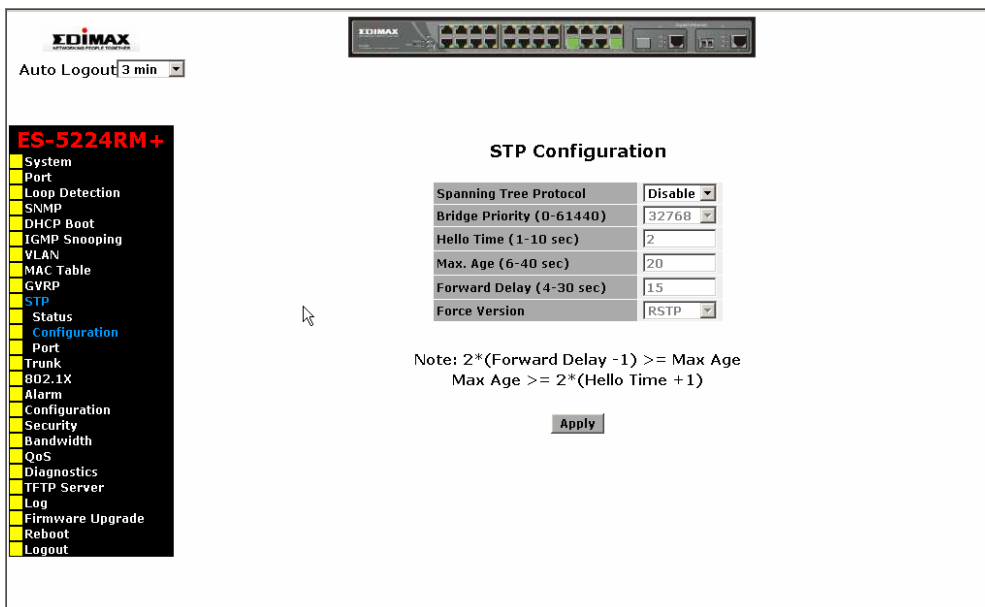 EDIMAX
NETWORKING PEOPLE TOGETHER
EDIMAX
Auto Logout 3 min
ES-5224RM+
System
Port
Loop Detection
SNMP
DHCP Boot
IGMP Snooping
VLAN
MAC Table
GVRP
STP
Status
Configuration
Port
Trunk
802.1X
Alarm
Configuration
Security
Bandwidth
QoS
Diagnostics
TFTP Server
Log
Firmware Upgrade
Reboot
Logout
STP Configuration
Spanning Tree Protocol Disable
Bridge Priority (0-61440) 32768
Hello Time (1-10 sec) 2
Max. Age (6-40 sec) 20
Forward Delay (4-30 sec) 15
Force Version RSTP
Note: 2*(Forward Delay -1) >= Max Age
Max Age >= 2*(Hello Time +1)
Apply